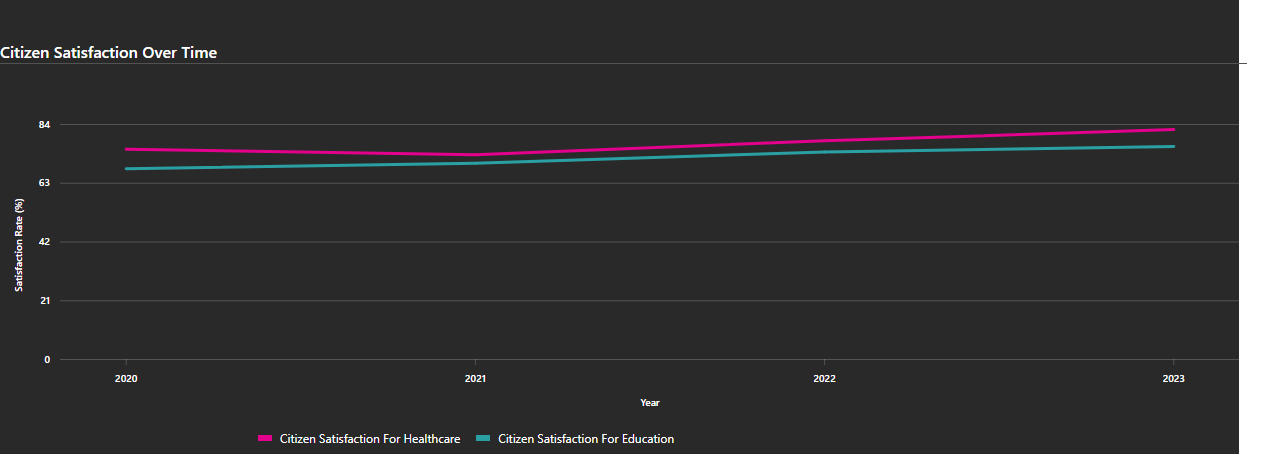 Citizen Satisfaction Over Time
84
63
42
21
0
Satisfaction Rate (%)
2020 2021 2022 2023
Year
Citizen Satisfaction For Healthcare Citizen Satisfaction For Education